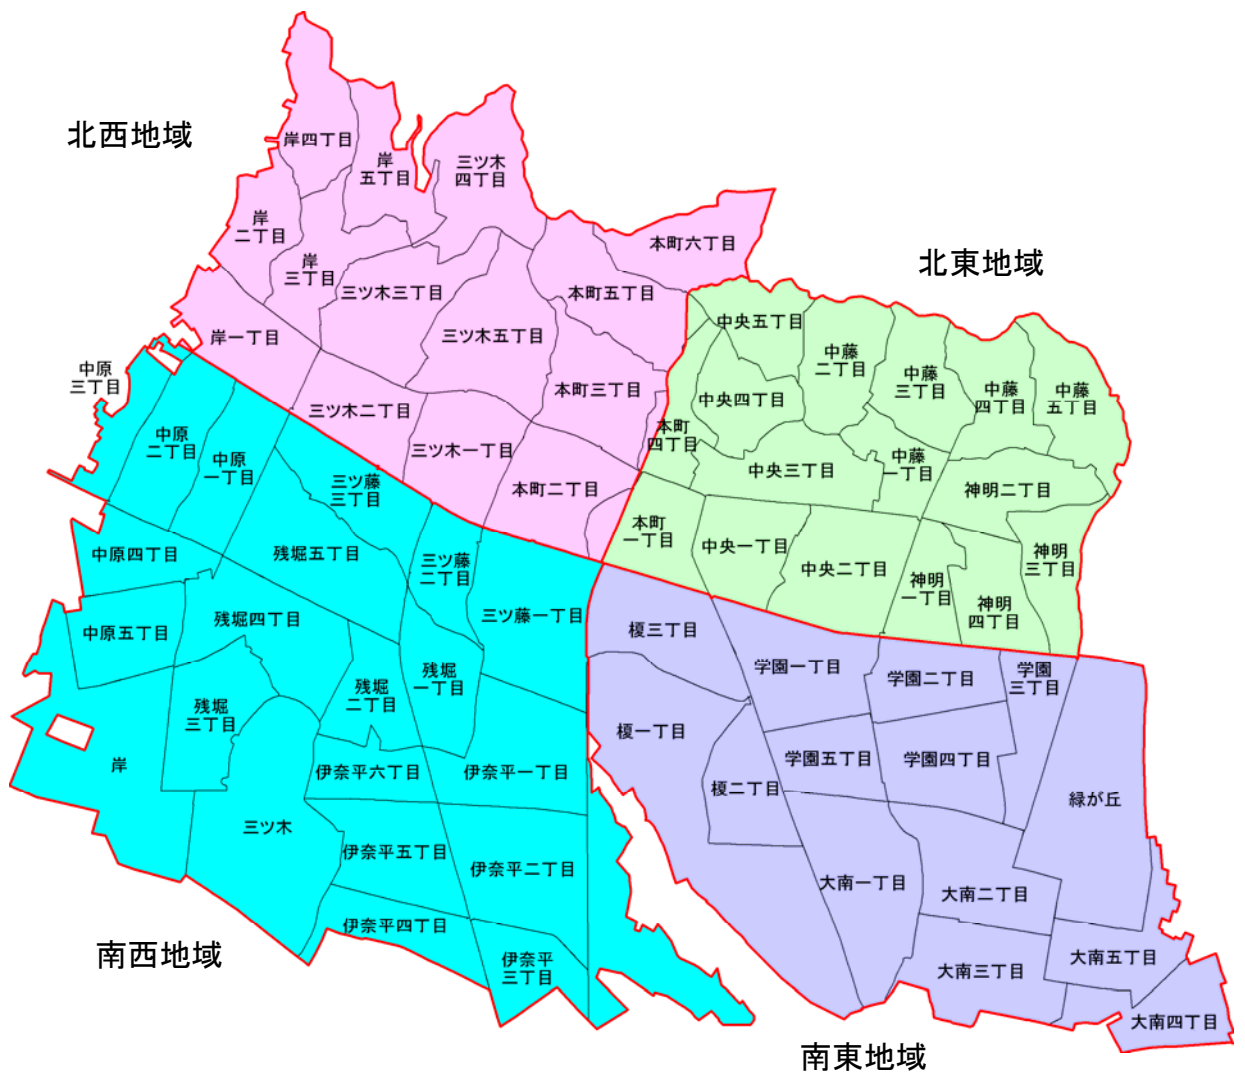 北西地域
岸四丁目
岸
五丁目
三ツ木
四丁目
岸
二丁目
岸
三丁目
本町六丁目
三ツ木三丁目
本町五丁目
岸一丁目
三ツ木五丁目
本町三丁目
三ツ木二丁目
三ツ木一丁目
本町二丁目
北東地域
中央五丁目
中藤
二丁目
中藤
三丁目
中藤
四丁目
中藤
五丁目
中央四丁目
本町
四丁目
中央三丁目
中藤
一丁目
神明二丁目
本町
一丁目
中央一丁目
中央二丁目
神明
一丁目
神明
三丁目
神明
四丁目
中原
三丁目
中原
二丁目
中原
一丁目
三ツ藤
三丁目
中原四丁目
残堀五丁目
三ツ藤
二丁目
三ツ藤一丁目
中原五丁目
残堀四丁目
残堀
一丁目
残堀
二丁目
残堀
三丁目
岸
伊奈平六丁目
伊奈平一丁目
三ツ木
伊奈平五丁目
伊奈平二丁目
伊奈平四丁目
伊奈平
三丁目
南西地域
榎三丁目
学園一丁目
学園二丁目
学園
三丁目
榎一丁目
学園五丁目
学園四丁目
榎二丁目
緑が丘
大南一丁目
大南二丁目
大南三丁目
大南五丁目
大南四丁目
南東地域